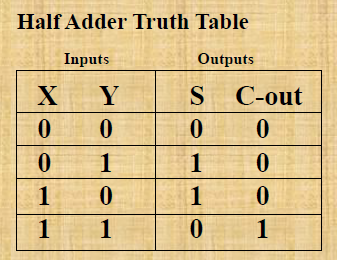 Half Adder Truth Table
Inputs Outputs
X Y S C-out
0 0 0 0
0 1 1 0
1 0 1 0
1 1 0 1